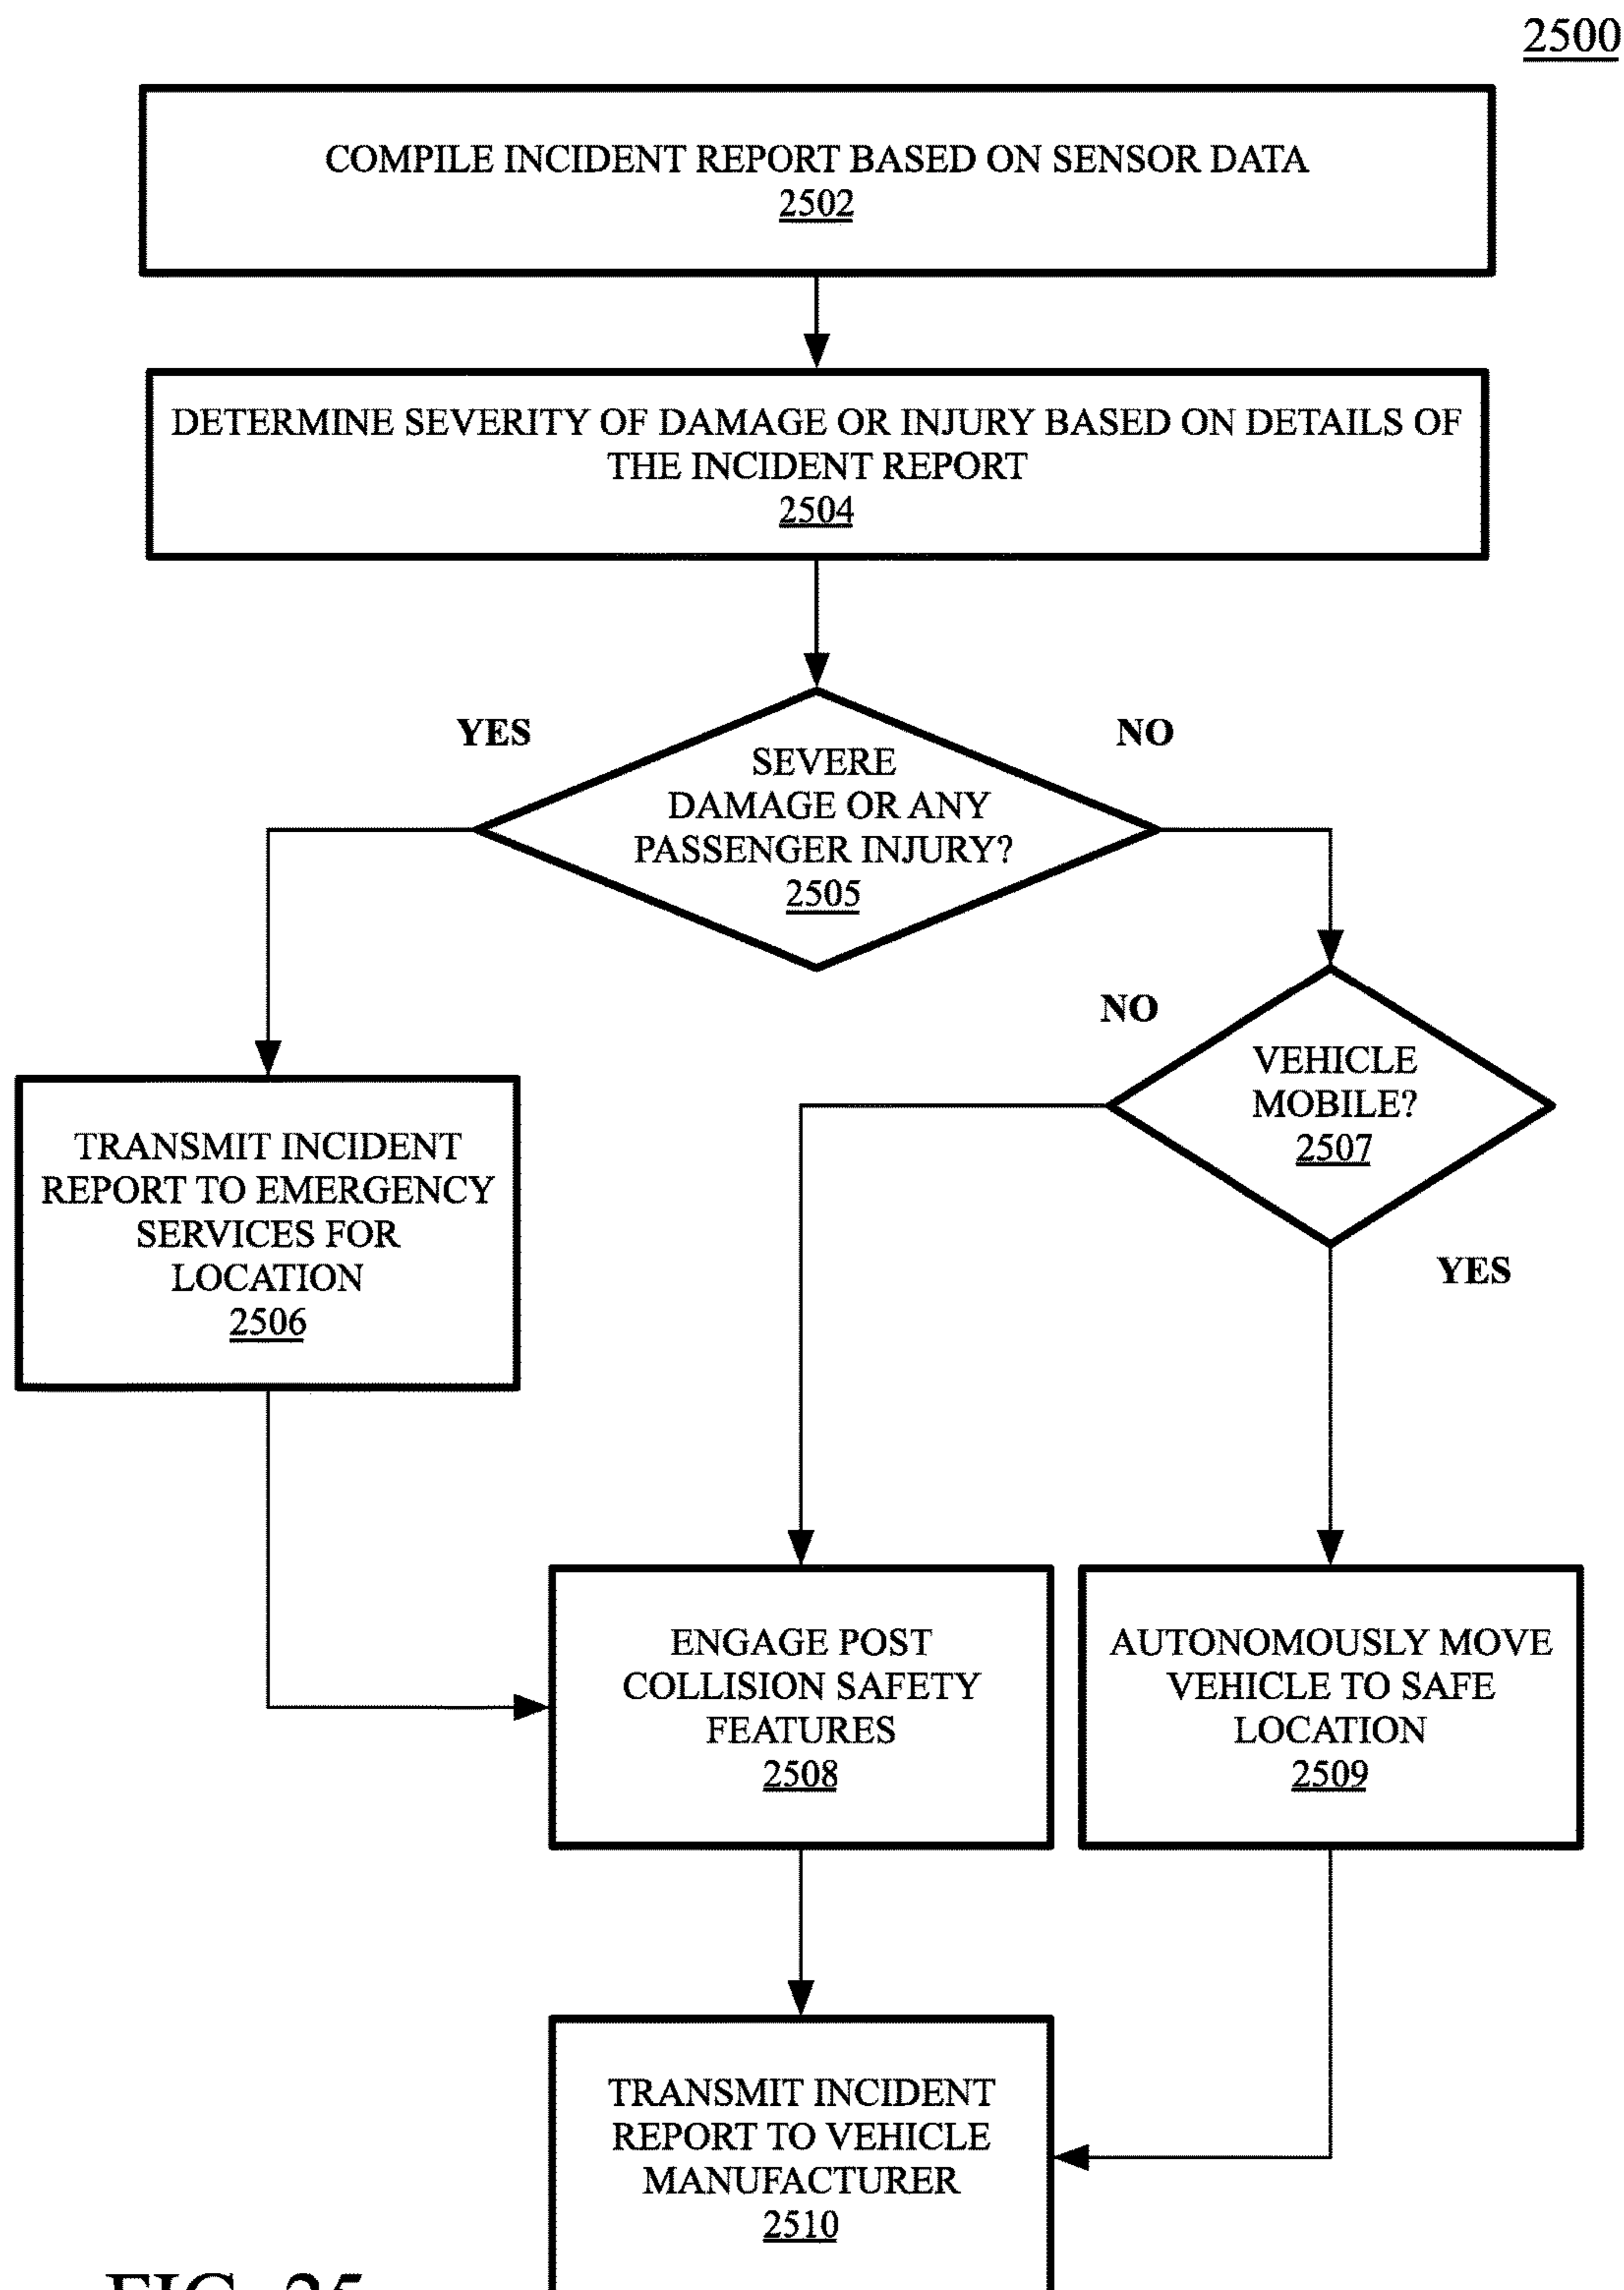 2500
COMPILE INCIDENT REPORT BASED ON SENSOR DATA
2502
DETERMINE SEVERITY OF DAMAGE OR INJURY BASED ON DETAILS OF
THE INCIDENT REPORT
2504
YES
NO
SEVERE
DAMAGE OR ANY
PASSENGER INJURY?
2505
NO
VEHICLE
MOBILE?
2507
YES
TRANSMIT INCIDENT
REPORT TO EMERGENCY
SERVICES FOR
LOCATION
2506
ENGAGE POST
COLLISION SAFETY
FEATURES
2508
AUTONOMOUSLY MOVE
VEHICLE TO SAFE
LOCATION
2509
TRANSMIT INCIDENT
REPORT TO VEHICLE
MANUFACTURER
2510
FIG. 25